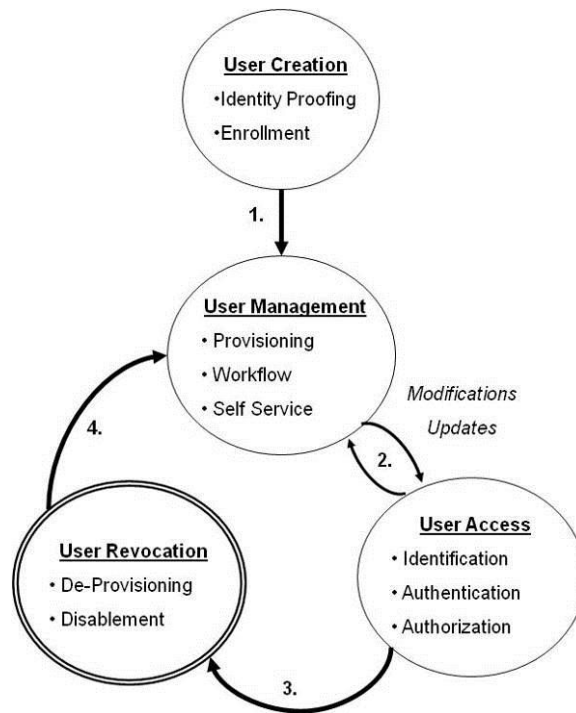 User Creation
•Identity Proofing
•Enrollment
1.
User Management
• Provisioning
• Workflow
• Self Service
Modifications
Updates
2.
4.
User Revocation
• De-Provisioning
• Disablement
User Access
• Identification
• Authentication
• Authorization
3.